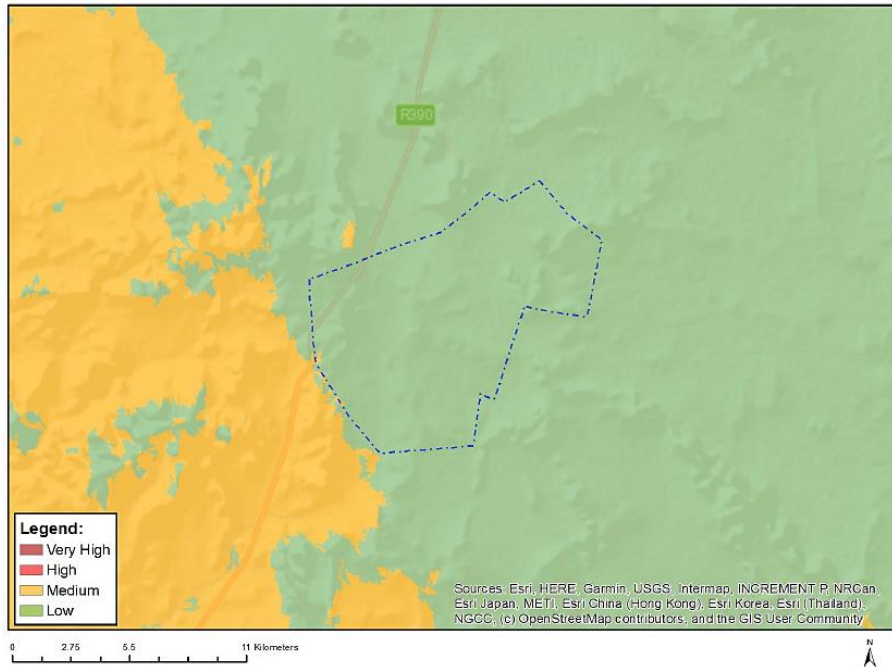 R390
Legend:
Very High
High
Medium
Low
Sources: Esri, HERE, Garmin, USGS, Intermap, INCREMENT P, NRCan,
Esri Japan, METI, Esri China (Hong Kong), Esri Korea, Esri (Thailand),
NGCC, (c) OpenStreetMap contributors, and the GIS User Community
0 2.75 5.5 11 Kilometers
N